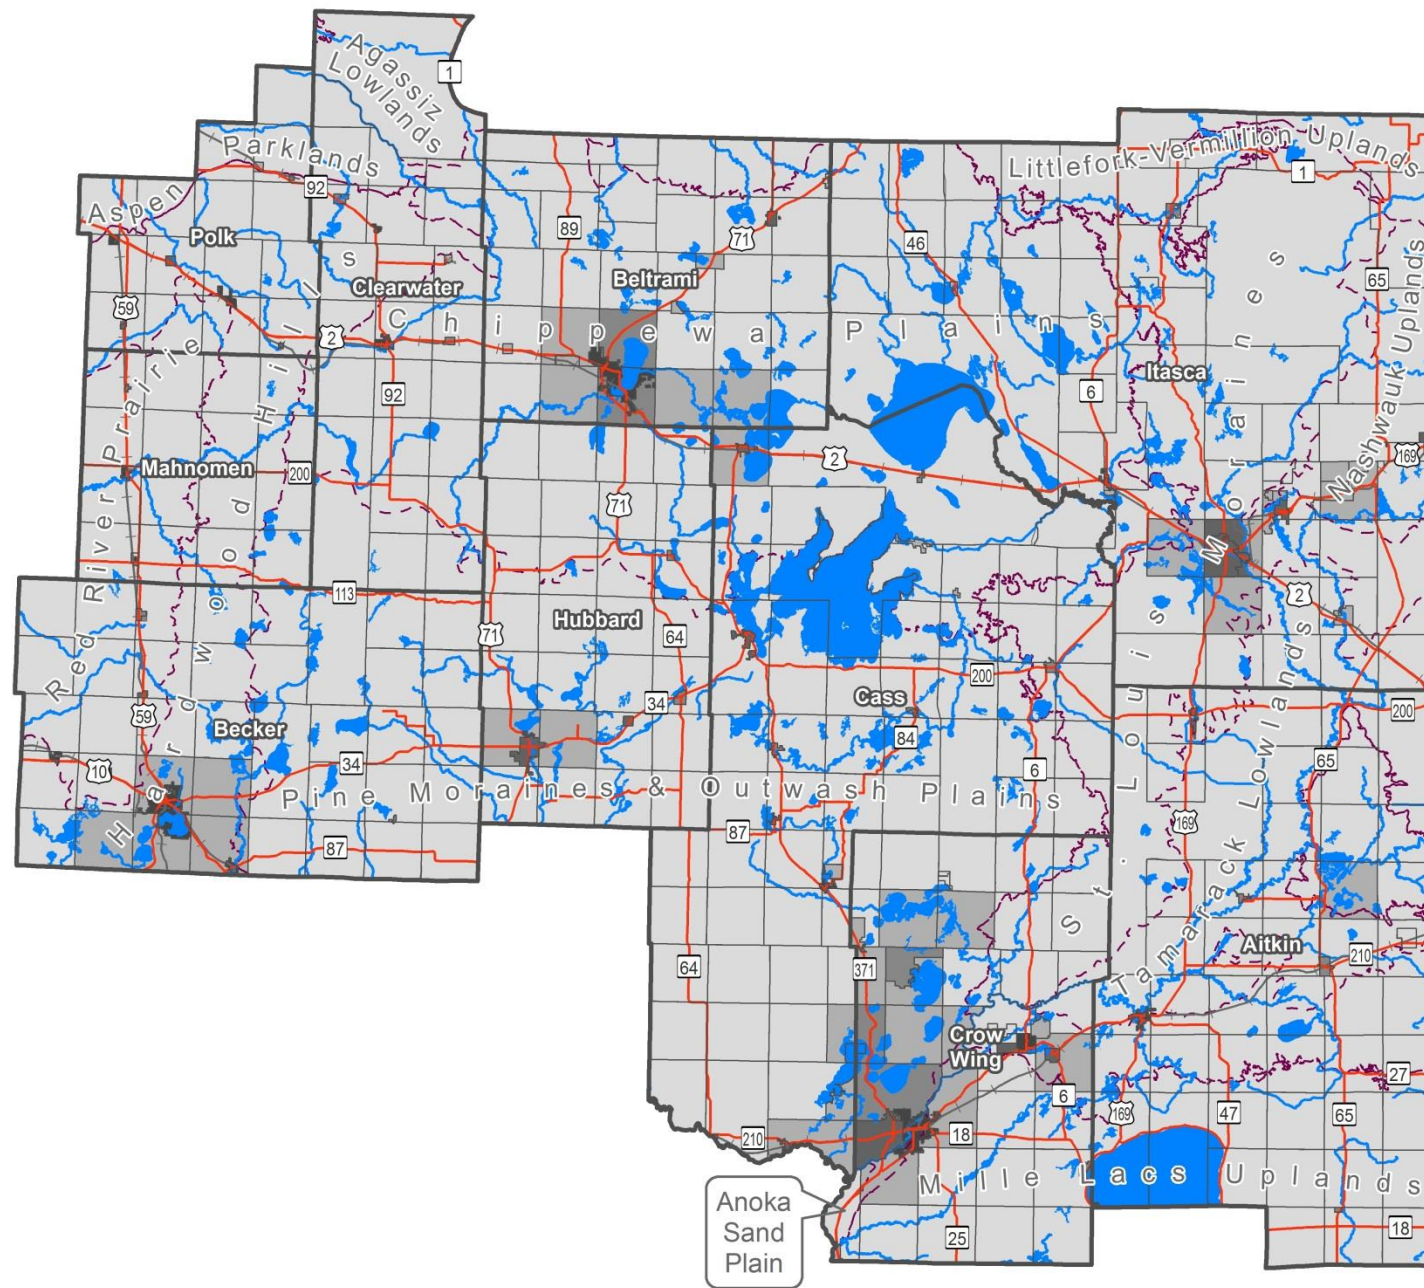 Agassiz
Lowlands
1
Parklands
Littlefork-Vermillion Uplands
1
92
Aspen
Polk
89
71
46
65
Beltrami
Clearwater
59
2
Chippewa Plains
Itasca
6
92
Red River Prairie
Hardwood Hills
Nashwauk Uplands
169
Mahnomen
200
2
71
St. Louis Moraines
113
2
Hubbard
71
64
200
Cass
34
59
Becker
84
200
10
34
65
6
Pine Moraines & Outwash Plains
87
87
169
Tamarack Lowlands
Aitkin
210
64
371
Crow
Wing
6
27
169
47
65
210
18
Mille Lacs Uplands
Anoka
Sand
Plain
25
18